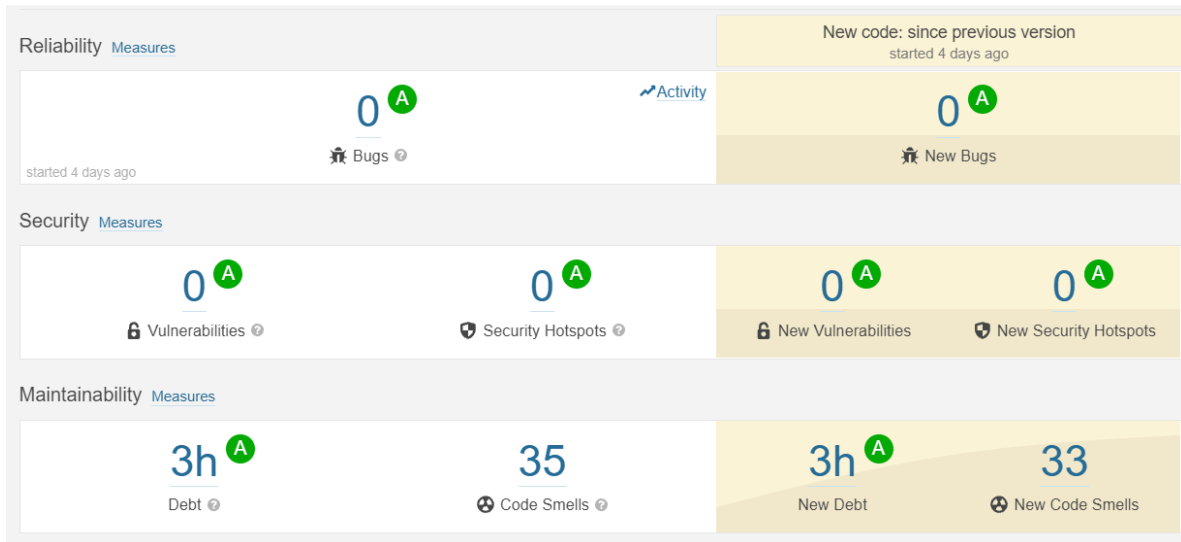 Reliability Measures
New code: since previous version
started 4 days ago
Activity
0 A
Bugs ?
started 4 days ago
0 A
New Bugs
Security Measures
0 A
Vulnerabilities ?
0 A
Security Hotspots ?
0 A
New Vulnerabilities
0 A
New Security Hotspots
Maintainability Measures
3h A
Debt ?
35
Code Smells ?
3h A
New Debt
33
New Code Smells